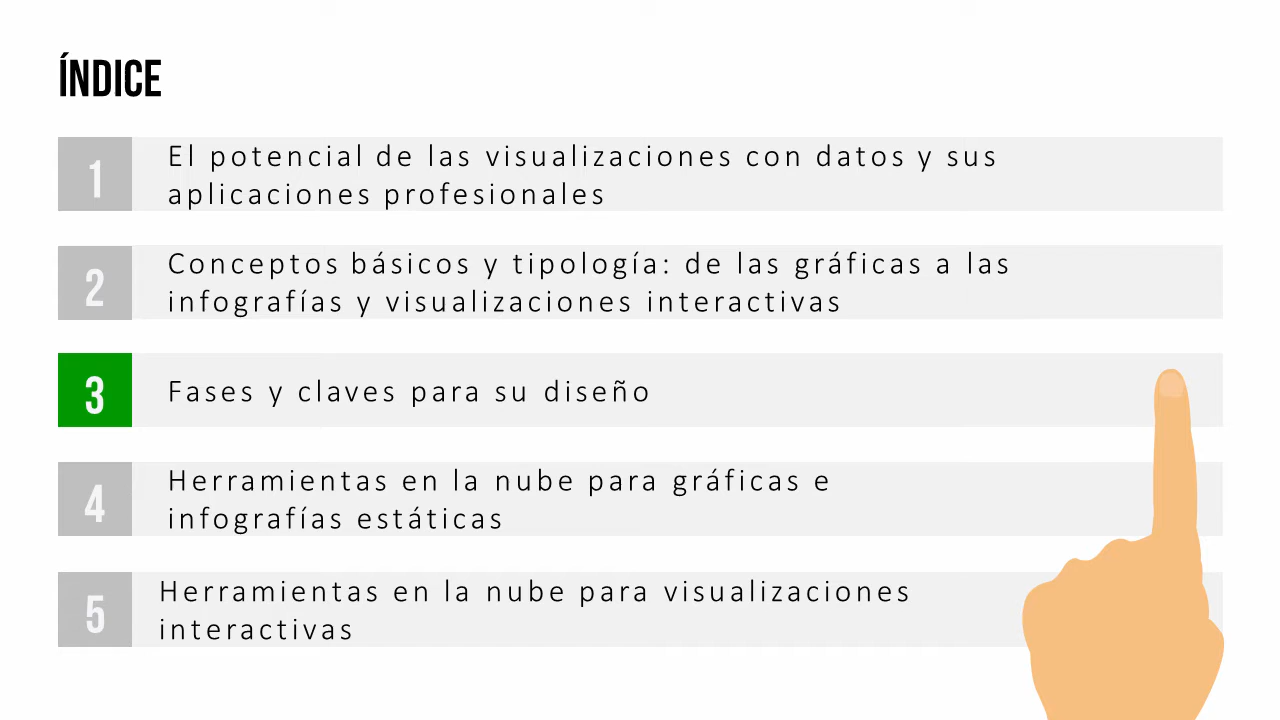 ÍNDICE
1
El potencial de las visualizaciones con datos y sus
aplicaciones profesionales
2
Conceptos básicos y tipología: de las gráficas a las
infografías y visualizaciones interactivas
3
Fases y claves para su diseño
4
Herramientas en la nube para gráficas e
infografías estáticas
5
Herramientas en la nube para visualizaciones
interactivas